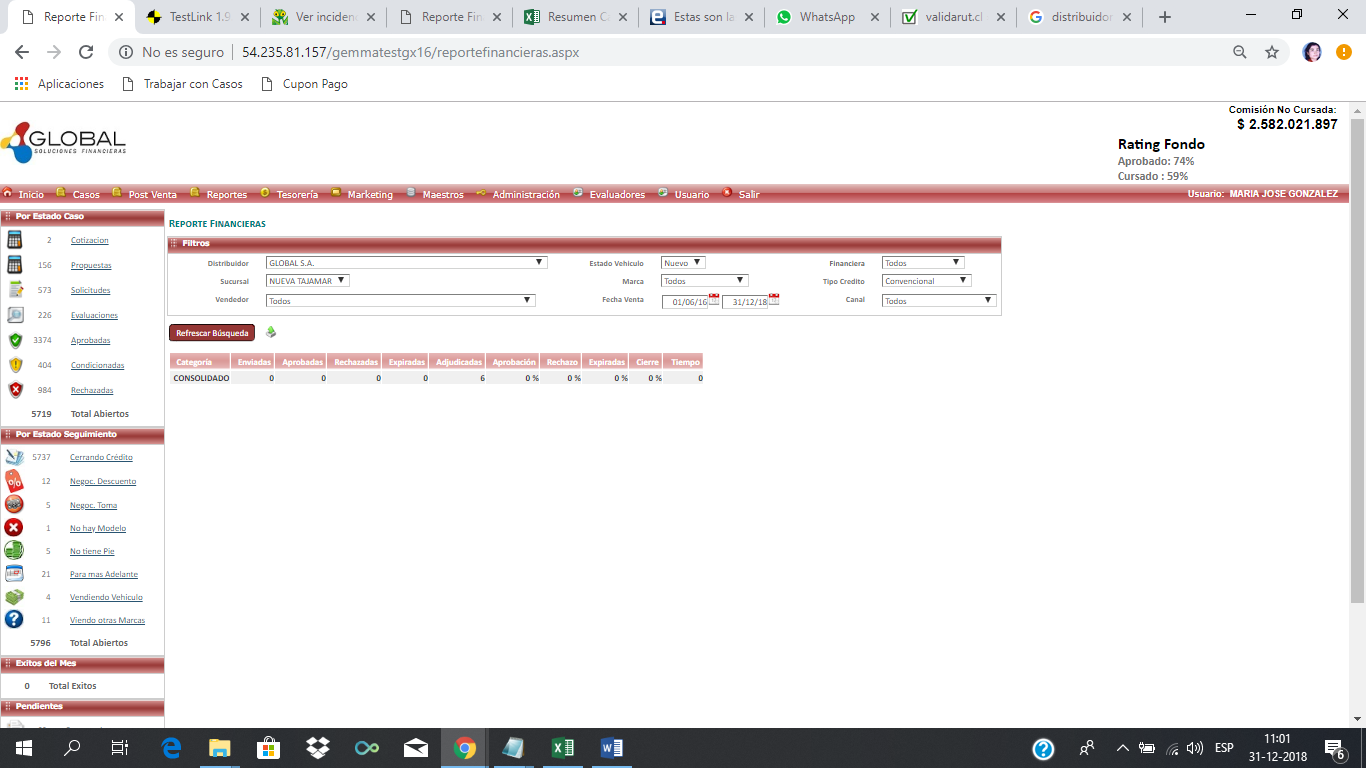 Reporte Fin
TestLink 1.9
Ver inciden
Reporte Fin
Resumen C
Estas son la
WhatsApp
validarut.cl
distribuidor
No es seguro
54.235.81.157/gemmatestgx16/reportefinancieras.aspx
Aplicaciones
Trabajar con Casos
Cupon Pago
GLOBAL
SOLUCIONES FINANCIERAS
Comisión No Cursada:
$ 2.582.021.897
Rating Fondo
Aprobado: 74%
Cursado : 59%
Inicio Casos Post Venta Reportes Tesorería Marketing Maestros Administración Evaluadores Usuario Salir
Usuario: MARIA JOSE GONZALEZ
Por Estado Caso
2 Cotizacion
156 Propuestas
573 Solicitudes
226 Evaluaciones
3374 Aprobadas
404 Condicionadas
984 Rechazadas
5719 Total Abiertos
Por Estado Seguimiento
5737 Cerrando Crédito
12 Negoc. Descuento
5 Negoc. Toma
1 No hay Modelo
5 No tiene Pie
21 Para mas Adelante
4 Vendiendo Vehiculo
11 Viendo otras Marcas
5796 Total Abiertos
Exitos del Mes
0 Total Exitos
Pendientes
REPORTE FINANCIERAS
Filtros
Distribuidor GLOBAL S.A. Estado Vehículo Nuevo Financiera Todos
Sucursal NUEVA TAJAMAR Marca Todos Tipo Credito Convencional
Vendedor Todos Fecha Venta 01/06/16 31/12/18 Canal Todos
Refrescar Búsqueda
Categoría Enviadas Aprobadas Rechazadas Expiradas Adjudicadas Aprobación Rechazo Expiradas Cierre Tiempo
CONSOLIDADO 0 0 0 0 6 0 % 0 % 0 % 0 % 0
ESP
11:01
31-12-2018
6